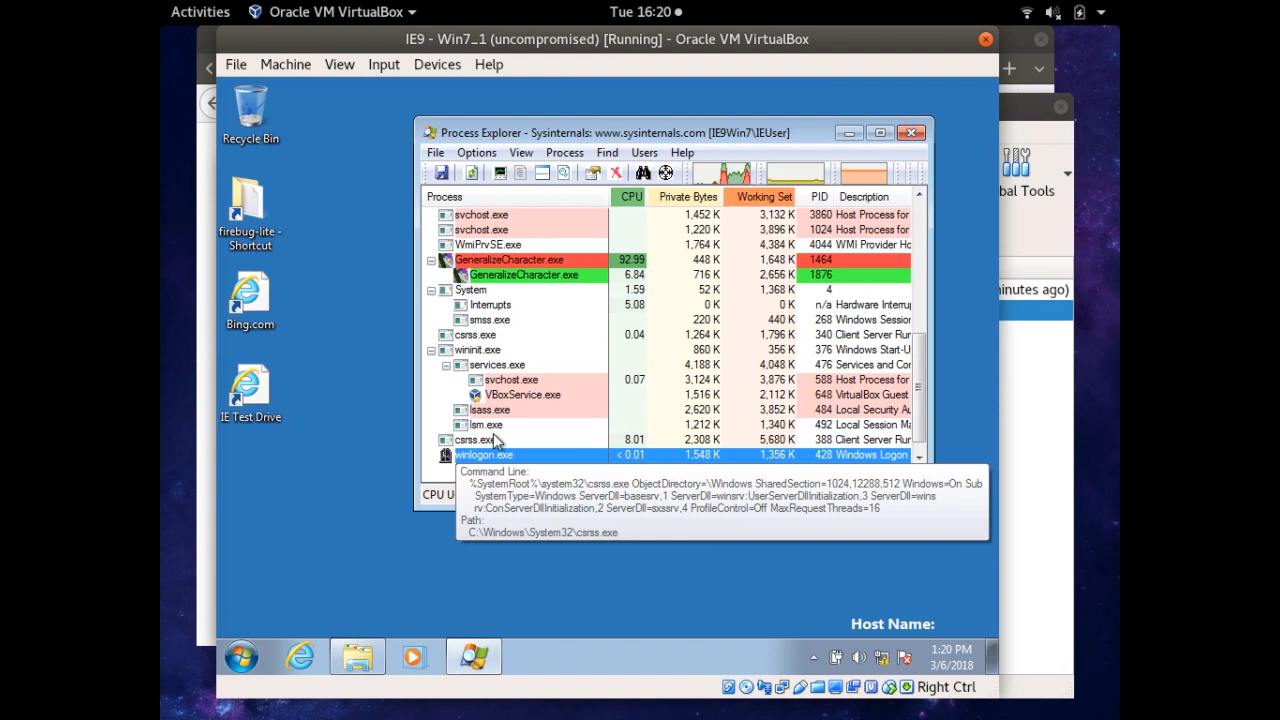 Activities Oracle VM VirtualBox Tue 16:20
IE9 - Win7_1 (uncompromised) [Running] - Oracle VM VirtualBox
File Machine View Input Devices Help
Recycle Bin
firebug-lite -
Shortcut
Bing.com
IE Test Drive
Process Explorer - Sysinternals: www.sysinternals.com [IE9Win7\IEUser]
File Options View Process Find Users Help
Process CPU Private Bytes Working Set PID Description
svchost.exe 1,452 K 3,132 K 3860 Host Process for
svchost.exe 1,220 K 3,896 K 1024 Host Process for
WmiPrvSE.exe 1,764 K 4,384 K 4044 WMI Provider Ho
GeneralizeCharacter.exe 92.99 448 K 1,648 K 1464
GeneralizeCharacter.exe 6.84 716 K 2,656 K 1876
System 1.59 52 K 1,368 K 4
Interrupts 5.08 0 K 0 K n/a Hardware Interrup
smss.exe 220 K 440 K 268 Windows Session
csrss.exe 0.04 1,264 K 1,796 K 340 Client Server Run
wininit.exe 860 K 356 K 376 Windows Start-U
services.exe 4,188 K 4,048 K 476 Services and Con
svchost.exe 0.07 3,124 K 3,876 K 588 Host Process for
VBoxService.exe 1,516 K 2,112 K 648 VirtualBox Guest
lsass.exe 2,620 K 3,852 K 484 Local Security Au
lsm.exe 1,212 K 1,340 K 492 Local Session Ma
csrss.exe 8.01 2,308 K 5,680 K 388 Client Server Run
winlogon.exe < 0.01 1,548 K 1,356 K 428 Windows Logon
CPU U
Command Line:
%SystemRoot%\system32\csrss.exe ObjectDirectory=\Windows SharedSection=1024,12288,512 Windows=On Sub
SystemType=Windows ServerDll=basesrv,1 ServerDll=winsrv:UserServerDllInitialization,3 ServerDll=wins
rv:ConServerDllInitialization,2 ServerDll=sxssrv,4 ProfileControl=Off MaxRequestThreads=16
Path:
C:\Windows\System32\csrss.exe
bal Tools
inutes ago)
Host Name:
1:20 PM
3/6/2018
Right Ctrl